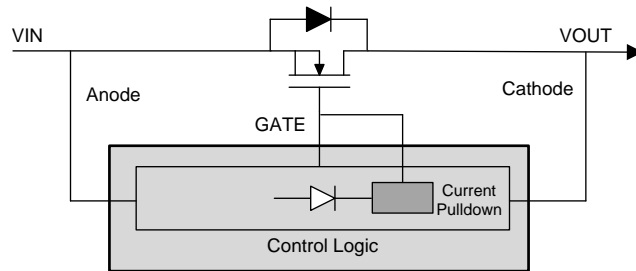 VIN
VOUT
Anode
Cathode
GATE
Current
Pulldown
Control Logic